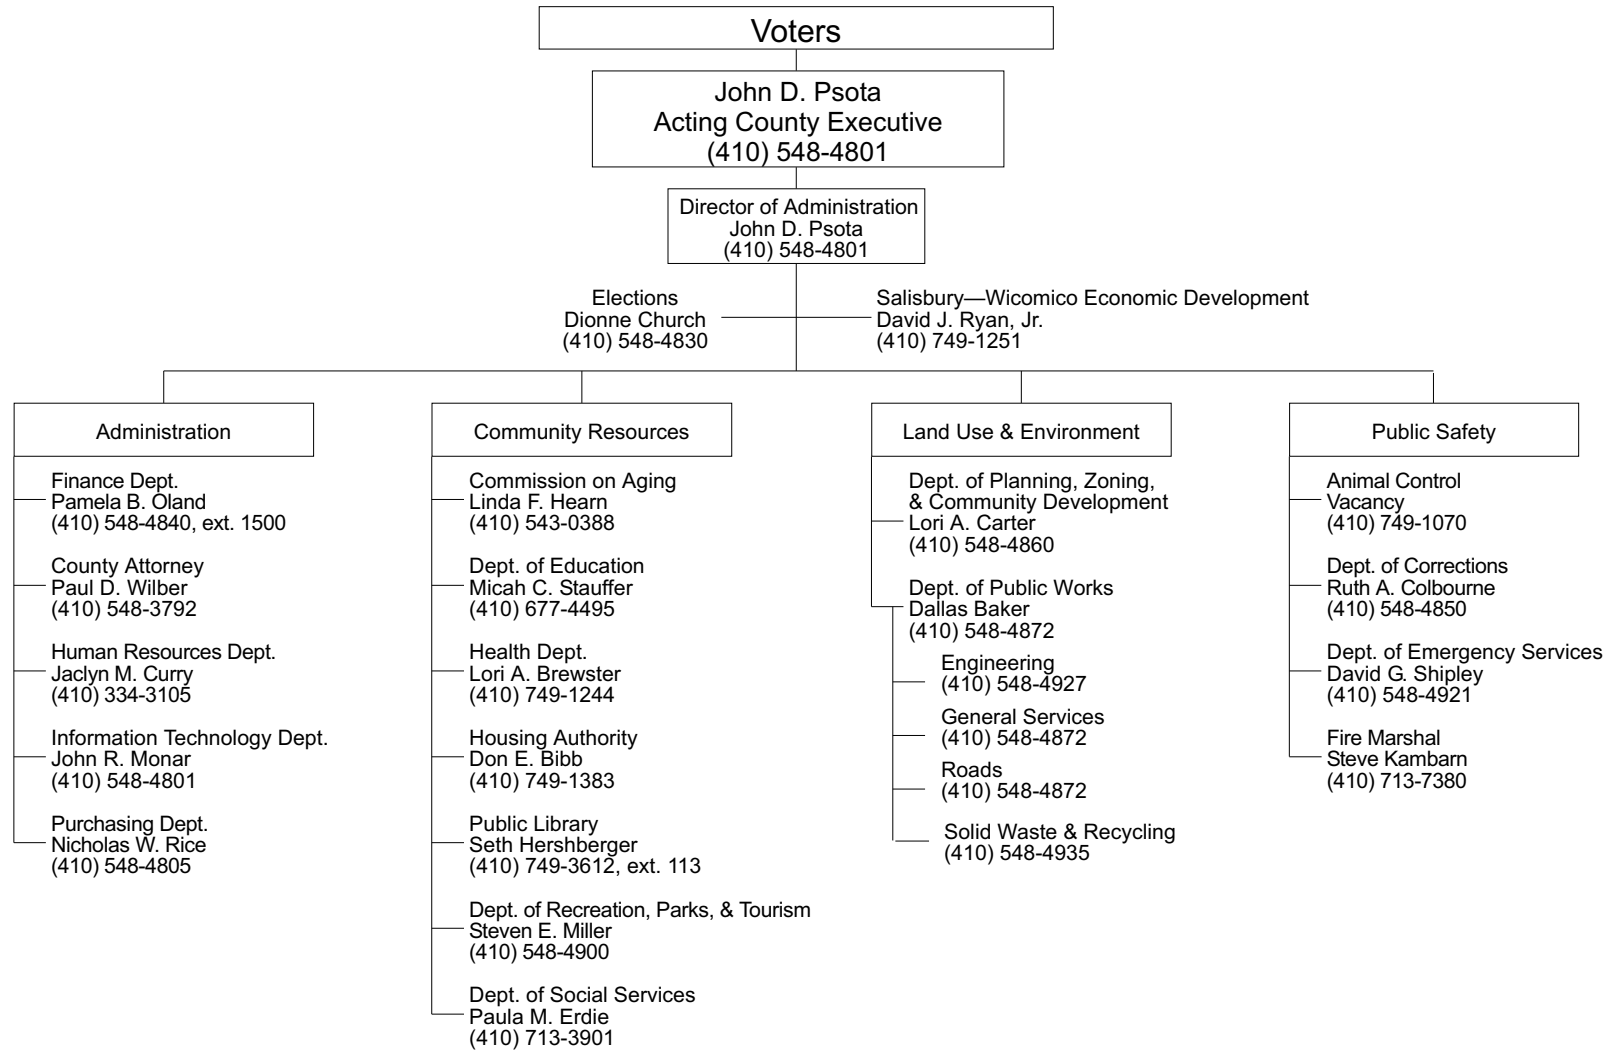 Voters
John D. Psota
Acting County Executive
(410) 548-4801
Director of Administration
John D. Psota
(410) 548-4801
Elections
Dionne Church
(410) 548-4830
Salisbury—Wicomico Economic Development
David J. Ryan, Jr.
(410) 749-1251
Administration
Finance Dept.
Pamela B. Oland
(410) 548-4840, ext. 1500
County Attorney
Paul D. Wilber
(410) 548-3792
Human Resources Dept.
Jaclyn M. Curry
(410) 334-3105
Information Technology Dept.
John R. Monar
(410) 548-4801
Purchasing Dept.
Nicholas W. Rice
(410) 548-4805
Community Resources
Commission on Aging
Linda F. Hearn
(410) 543-0388
Dept. of Education
Micah C. Stauffer
(410) 677-4495
Health Dept.
Lori A. Brewster
(410) 749-1244
Housing Authority
Don E. Bibb
(410) 749-1383
Public Library
Seth Hershberger
(410) 749-3612, ext. 113
Dept. of Recreation, Parks, & Tourism
Steven E. Miller
(410) 548-4900
Dept. of Social Services
Paula M. Erdie
(410) 713-3901
Land Use & Environment
Dept. of Planning, Zoning,
& Community Development
Lori A. Carter
(410) 548-4860
Dept. of Public Works
Dallas Baker
(410) 548-4872
Engineering
(410) 548-4927
General Services
(410) 548-4872
Roads
(410) 548-4872
Solid Waste & Recycling
(410) 548-4935
Public Safety
Animal Control
Vacancy
(410) 749-1070
Dept. of Corrections
Ruth A. Colbourne
(410) 548-4850
Dept. of Emergency Services
David G. Shipley
(410) 548-4921
Fire Marshal
Steve Kambarn
(410) 713-7380